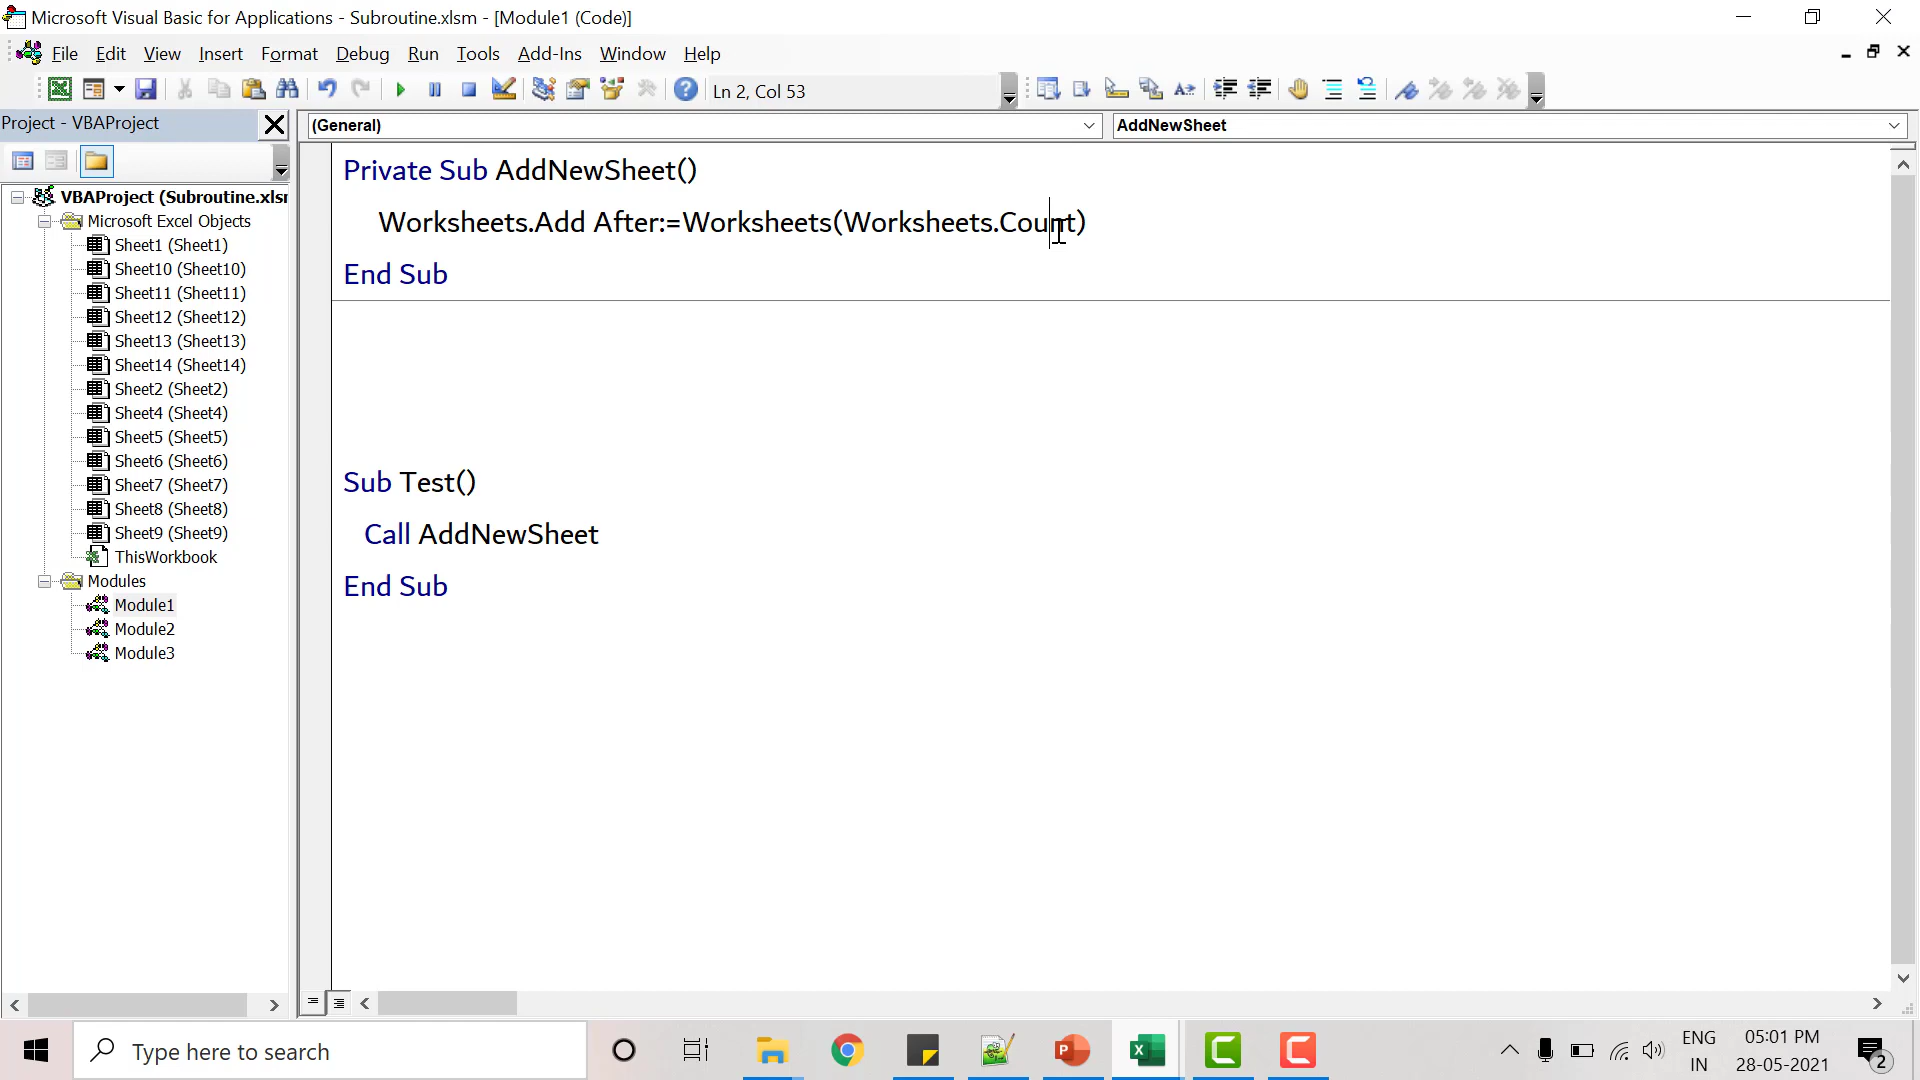 Microsoft Visual Basic for Applications - Subroutine.xlsm - [Module1 (Code)]
File Edit View Insert Format Debug Run Tools Add-Ins Window Help
Ln 2, Col 53
Project - VBAProject
(General)
AddNewSheet
VBAProject (Subroutine.xlsm
Microsoft Excel Objects
Sheet1 (Sheet1)
Sheet10 (Sheet10)
Sheet11 (Sheet11)
Sheet12 (Sheet12)
Sheet13 (Sheet13)
Sheet14 (Sheet14)
Sheet2 (Sheet2)
Sheet4 (Sheet4)
Sheet5 (Sheet5)
Sheet6 (Sheet6)
Sheet7 (Sheet7)
Sheet8 (Sheet8)
Sheet9 (Sheet9)
ThisWorkbook
Modules
Module1
Module2
Module3
Private Sub AddNewSheet()
Worksheets.Add After:=Worksheets(Worksheets.Count)
End Sub
Sub Test()
Call AddNewSheet
End Sub
Type here to search
ENG
IN
05:01 PM
28-05-2021
2